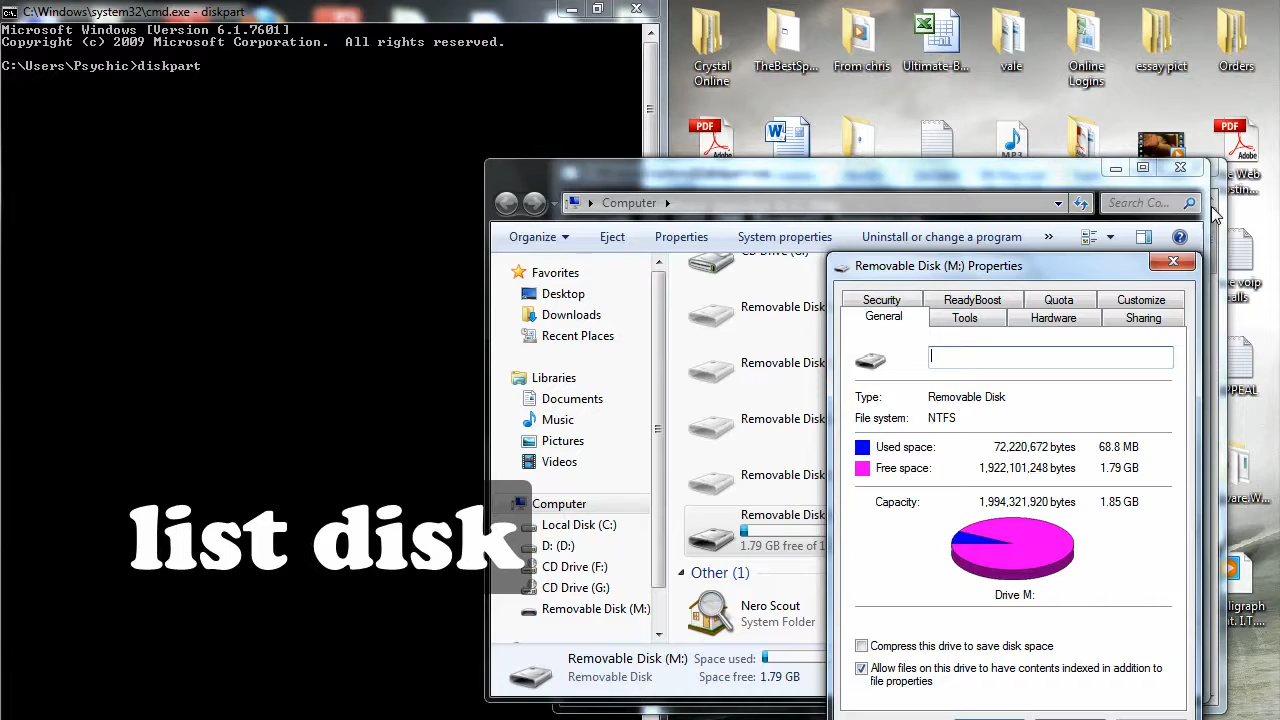 C:\Windows\system32\cmd.exe - diskpart
Microsoft Windows [Version 6.1.7601]
Copyright (c) 2009 Microsoft Corporation.  All rights reserved.
C:\Users\Psychic>diskpart
Crystal Online
TheBestSp...
From chris
Ultimate-B...
vale
Online Logins
essay pict
Orders
PDF
Adobe
W
MP3
PDF
Adobe
Computer
Search Co...
Organize
Eject
Properties
System properties
Uninstall or change a program
»
Favorites
Desktop
Downloads
Recent Places
Libraries
Documents
Music
Pictures
Videos
Computer
Local Disk (C:)
D: (D:)
CD Drive (F:)
CD Drive (G:)
Removable Disk (M:)
Removable Disk
Removable Disk
Removable Disk
Removable Disk
Removable Disk
1.79 GB free of 1
Other (1)
Nero Scout
System Folder
Removable Disk (M:)
Space used:
Removable Disk
Space free: 1.79 GB
Removable Disk (M:) Properties
Security
ReadyBoost
Quota
Customize
General
Tools
Hardware
Sharing
Type:
Removable Disk
File system:
NTFS
Used space:
72,220,672 bytes
68.8 MB
Free space:
1,922,101,248 bytes
1.79 GB
Capacity:
1,994,321,920 bytes
1.85 GB
Drive M:
Compress this drive to save disk space
Allow files on this drive to have contents indexed in addition to
file properties
list disk